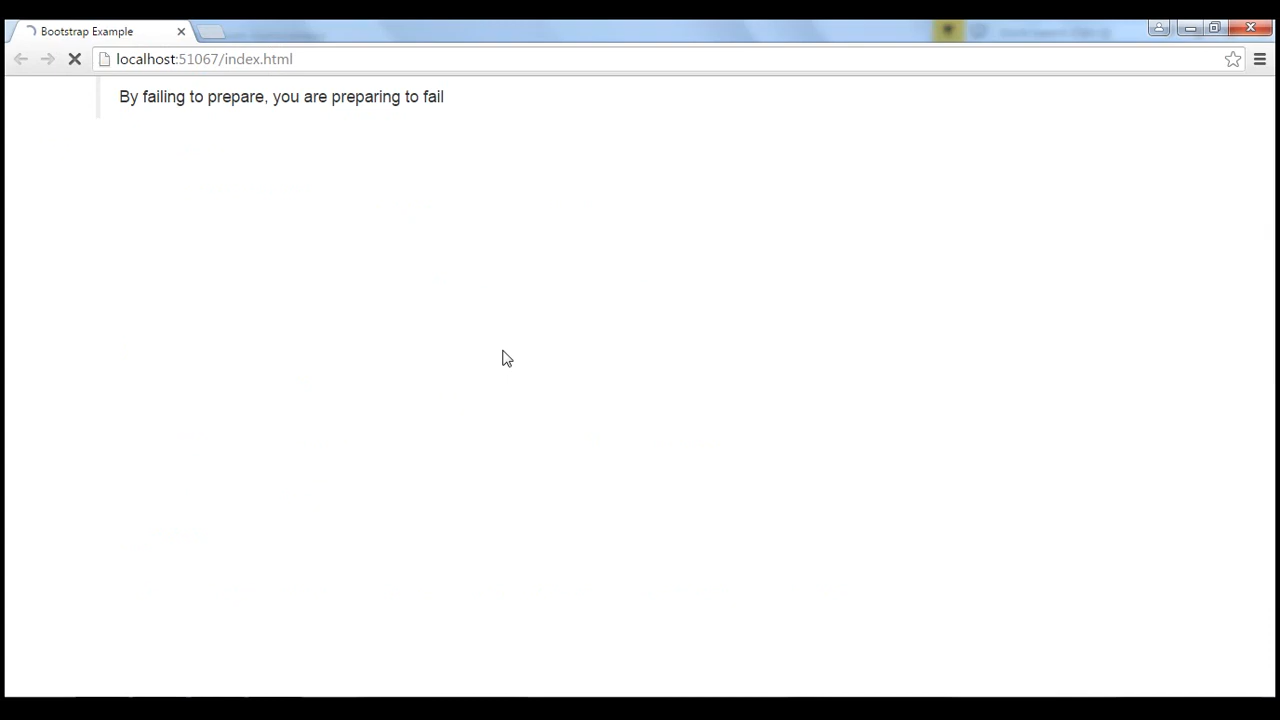 Bootstrap Example
localhost:51067/index.html
By failing to prepare, you are preparing to fail